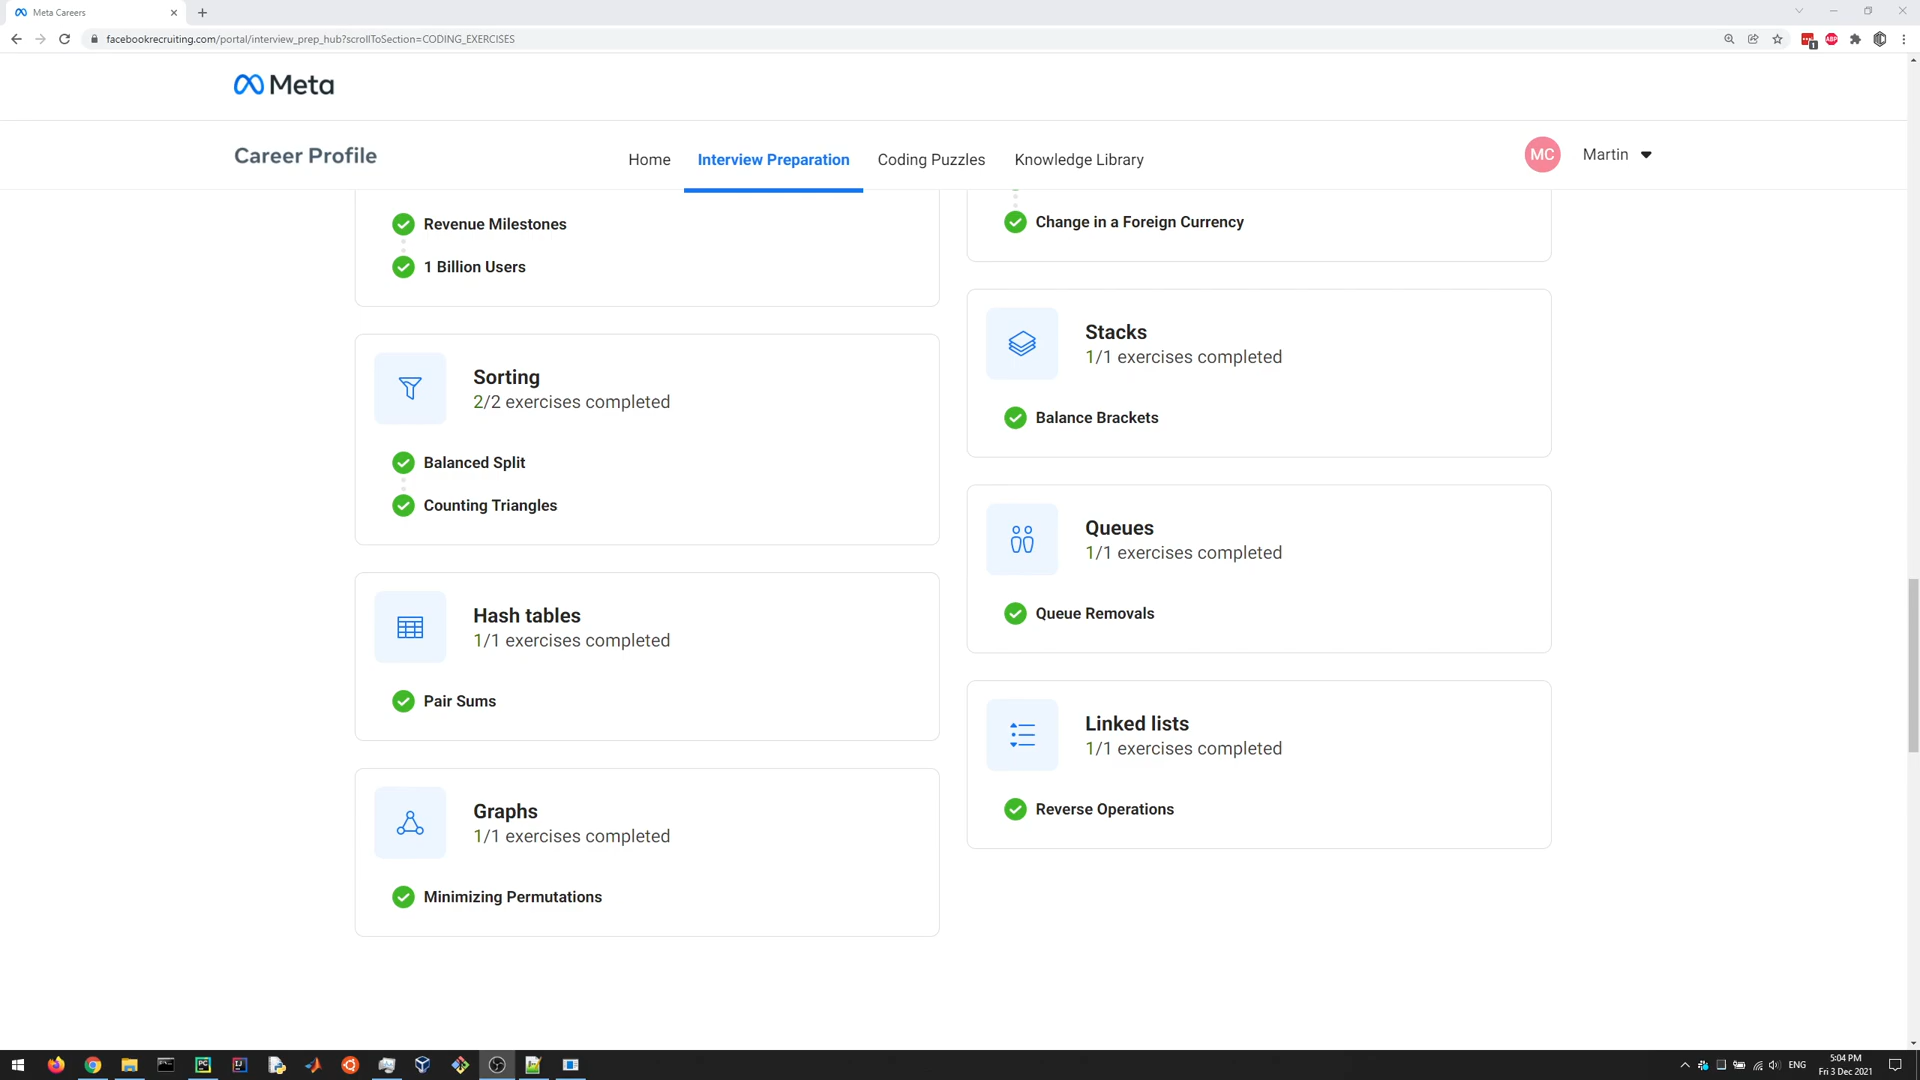 Meta Careers
facebookrecruiting.com/portal/interview_prep_hub?scrollToSection=CODING_EXERCISES
1
ABP
Meta
Career Profile
Home
Interview Preparation
Coding Puzzles
Knowledge Library
MC
Martin
Revenue Milestones
1 Billion Users
Sorting
2/2 exercises completed
Balanced Split
Counting Triangles
Hash tables
1/1 exercises completed
Pair Sums
Graphs
1/1 exercises completed
Minimizing Permutations
Change in a Foreign Currency
Stacks
1/1 exercises completed
Balance Brackets
Queues
1/1 exercises completed
Queue Removals
Linked lists
1/1 exercises completed
Reverse Operations
PC
IJ
ENG
5:04 PM
Fri 3 Dec 2021